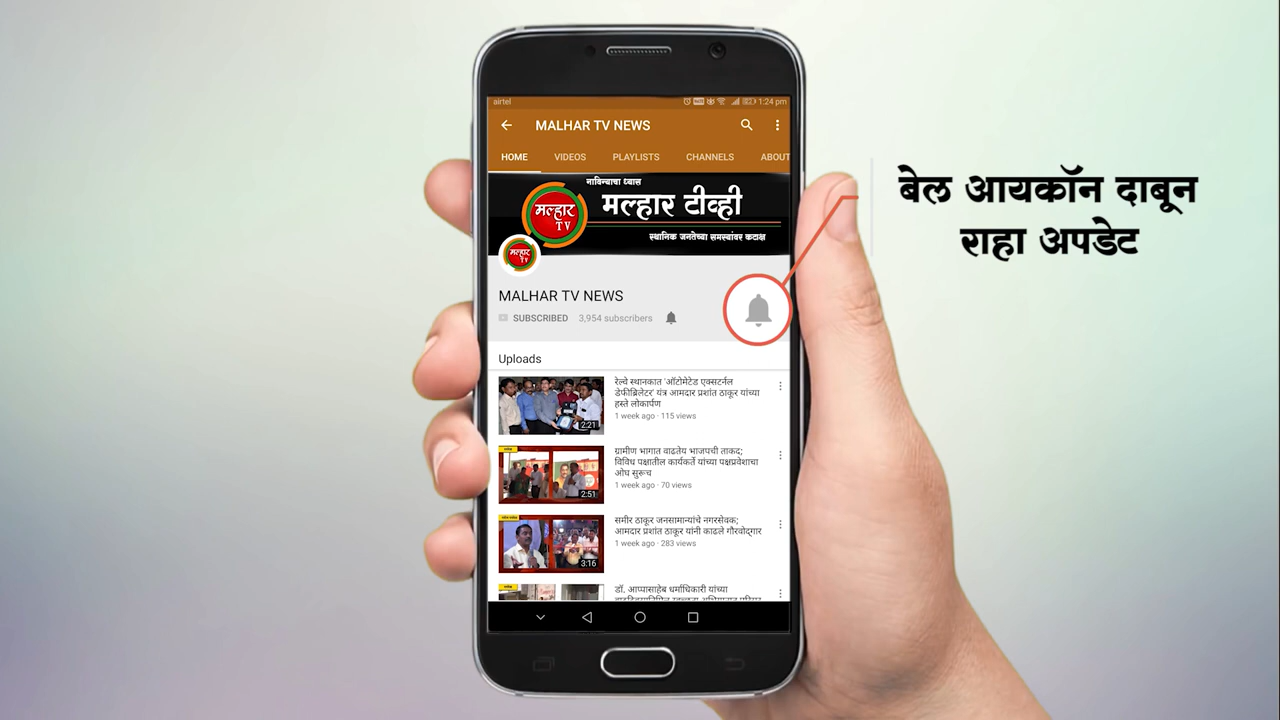 airtel 1:24 pm
MALHAR TV NEWS
HOME VIDEOS PLAYLISTS CHANNELS ABOUT
नाविन्याचा ध्यास
मल्हार टीव्ही
मल्हार
TV
स्थानिक जनतेच्या समस्यांवर कटाक्ष
मल्हार
TV
MALHAR TV NEWS
SUBSCRIBED 3,954 subscribers
बेल आयकॉन दाबून
राहा अपडेट
Uploads
रेल्वे स्थानकात 'ऑटोमेटेड एक्सटर्नल
डेफीब्रिलेटर' यंत्र आमदार प्रशांत ठाकूर यांच्या
हस्ते लोकार्पण
1 week ago · 115 views
2:21
ग्रामीण भागात वाढतेय भाजपची ताकद;
विविध पक्षातील कार्यकर्ते यांच्या पक्षप्रवेशाचा
ओघ सुरूच
1 week ago · 70 views
2:51
समीर ठाकूर जनसामान्यांचे नगरसेवक;
आमदार प्रशांत ठाकूर यांनी काढले गौरवोद्गार
1 week ago · 283 views
3:16
डॉ. आप्पासाहेब धर्माधिकारी यांच्या